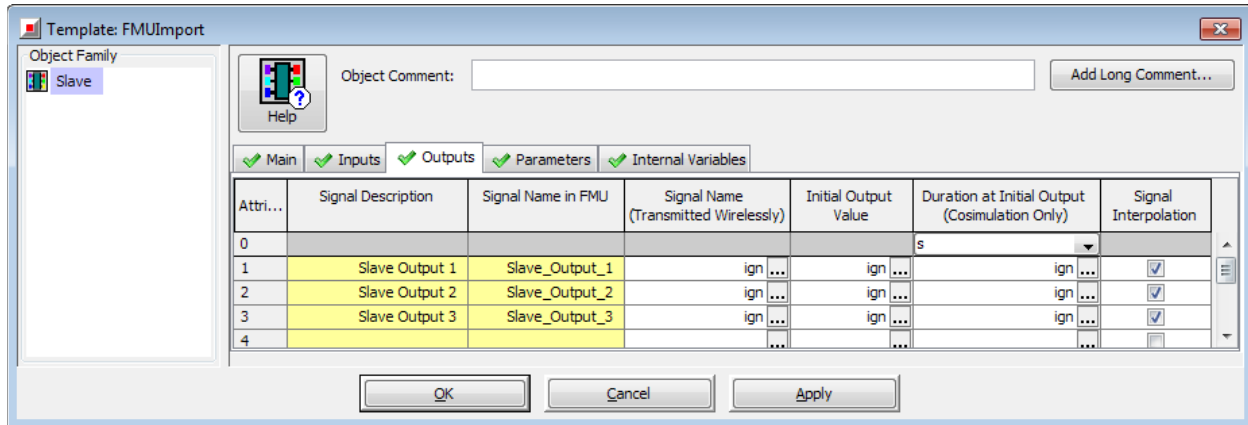 Template: FMUImport
Object Family
Slave
Help
Object Comment:
Add Long Comment...
Main Inputs Outputs Parameters Internal Variables
Attri... Signal Description Signal Name in FMU Signal Name (Transmitted Wirelessly) Initial Output Value Duration at Initial Output (Cosimulation Only) Signal Interpolation
0 s
1 Slave Output 1 Slave_Output_1 ign ... ign ... ign ...
2 Slave Output 2 Slave_Output_2 ign ... ign ... ign ...
3 Slave Output 3 Slave_Output_3 ign ... ign ... ign ...
4 ... ... ...
OK Cancel Apply